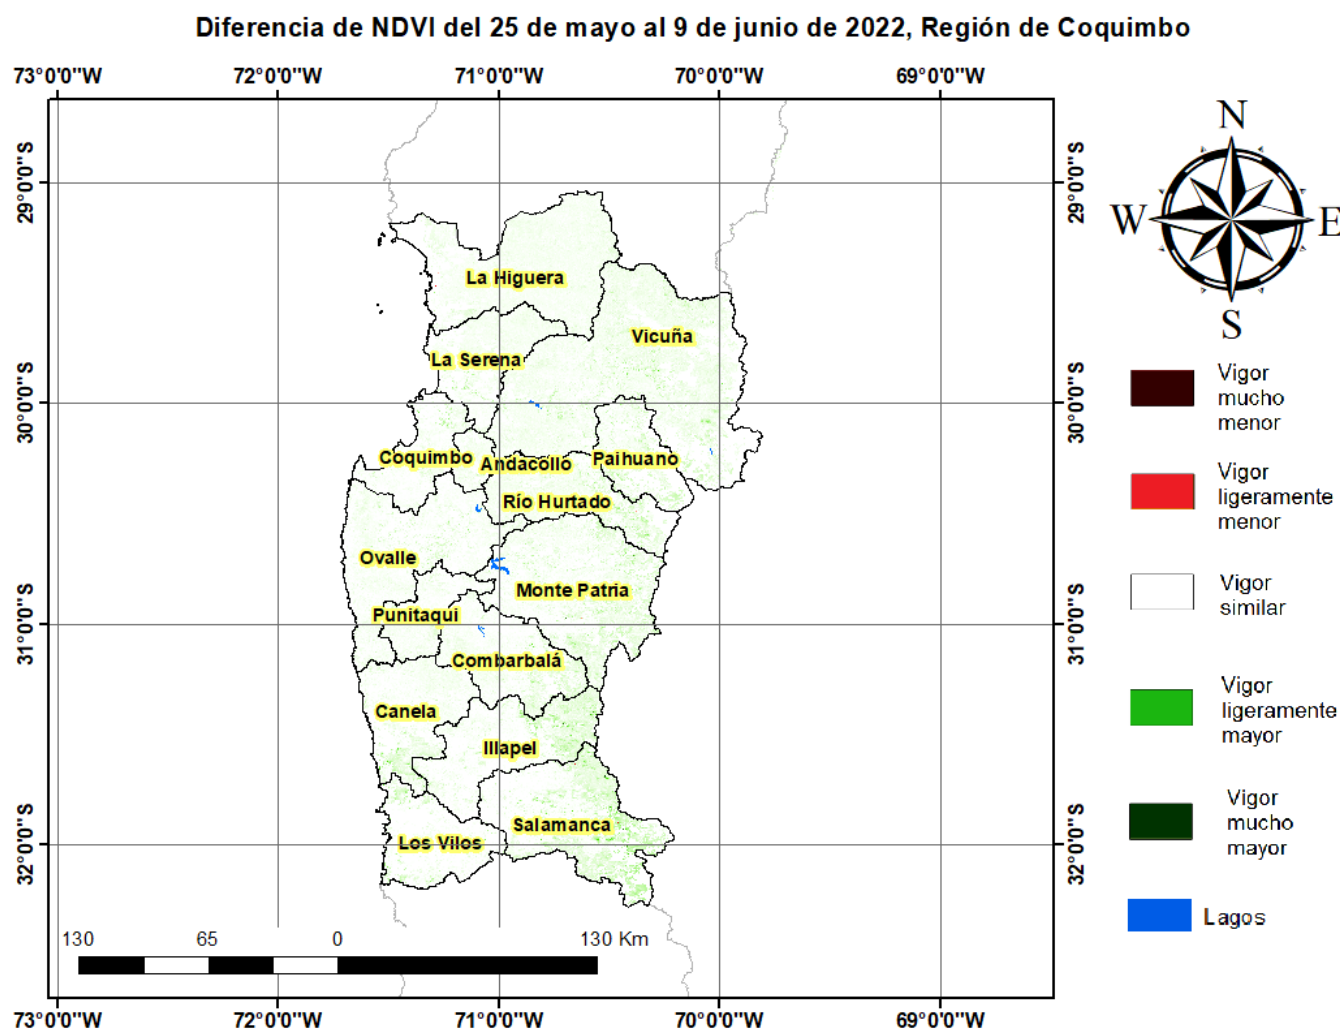 Diferencia de NDVI del 25 de mayo al 9 de junio de 2022, Región de Coquimbo
73°0'0"W 72°0'0"W 71°0'0"W 70°0'0"W 69°0'0"W
29°0'0"S
29°0'0"S
30°0'0"S
30°0'0"S
31°0'0"S
31°0'0"S
32°0'0"S
32°0'0"S
La Higuera
Vicuña
La Serena
Coquimbo
Andacollo
Paihuano
Río Hurtado
Ovalle
Monte Patria
Punitaqui
Combarbalá
Canela
Illapel
Salamanca
Los Vilos
130 65 0 130 Km
73°0'0"W 72°0'0"W 71°0'0"W 70°0'0"W 69°0'0"W
N
W E
S
Vigor
mucho
menor
Vigor
ligeramente
menor
Vigor
similar
Vigor
ligeramente
mayor
Vigor
mucho
mayor
Lagos